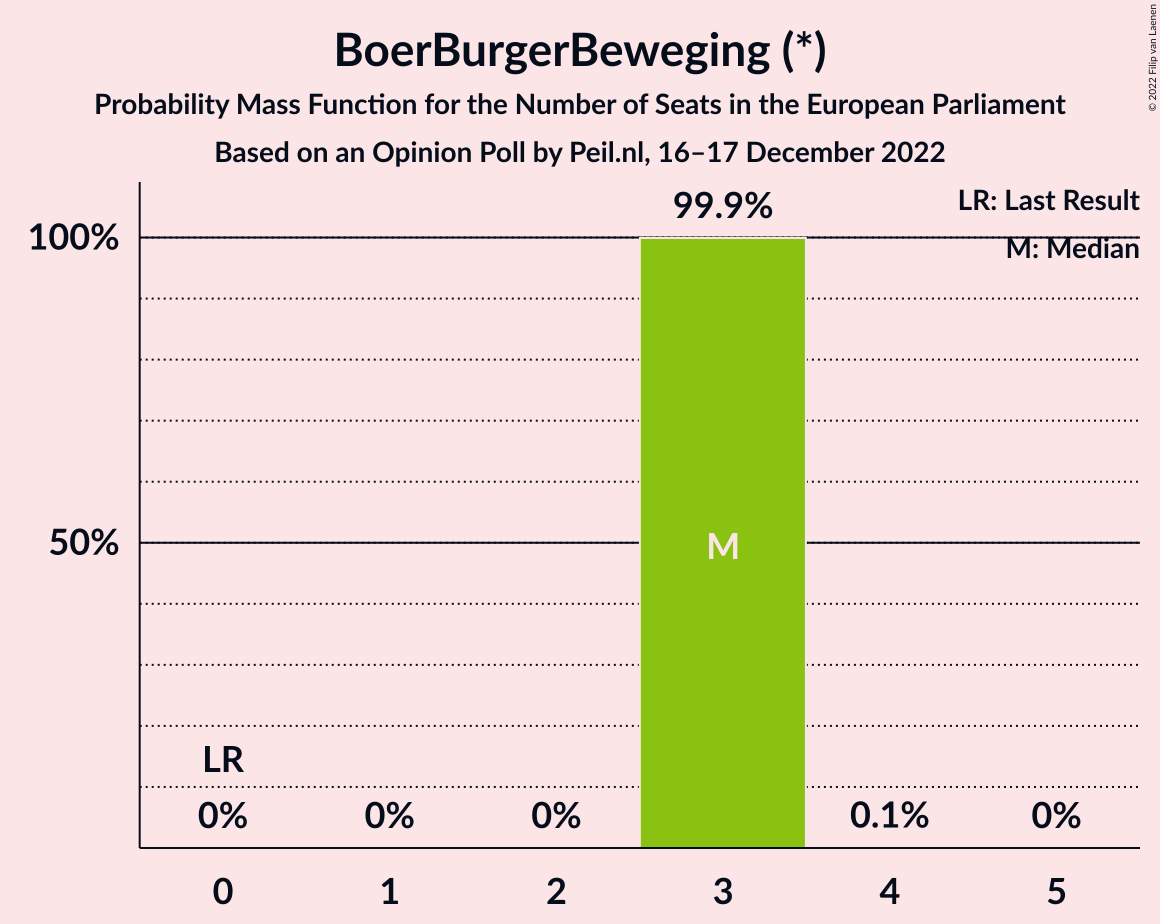 BoerBurgerBeweging (*)
Probability Mass Function for the Number of Seats in the European Parliament
Based on an Opinion Poll by Peil.nl, 16–17 December 2022
© 2022 Filip van Laenen
99.9%
LR: Last Result
100%
M: Median
50%
M
LR
0%
0%
0%
0.1%
0%
0
1
2
3
4
5